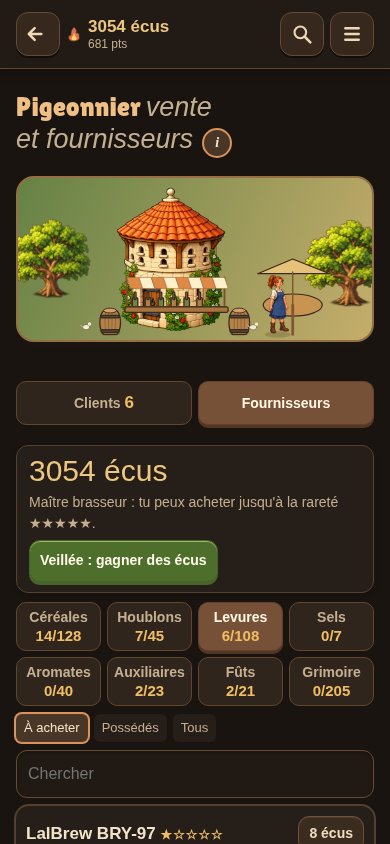 3054 écus
681 pts
Pigeonnier vente
et fournisseurs i
Clients 6
Fournisseurs
3054 écus
Maître brasseur : tu peux acheter jusqu'à la rareté
★★★★★.
Veillée : gagner des écus
Céréales
14/128
Houblons
7/45
Levures
6/108
Sels
0/7
Aromates
0/40
Auxiliaires
2/23
Fûts
2/21
Grimoire
0/205
À acheter
Possédés
Tous
Chercher
LalBrew BRY-97 ★☆☆☆☆
8 écus